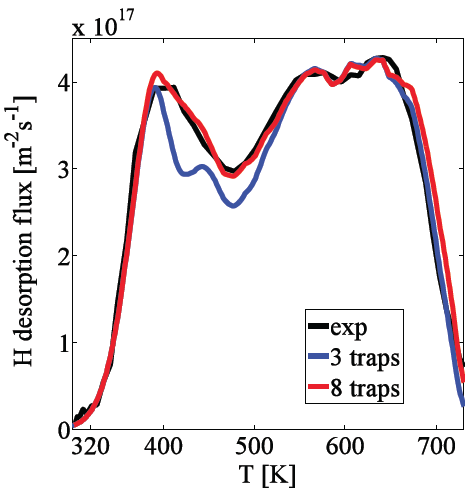 x 10^17
4
3
2
1
0
H desorption flux [m^-2 s^-1]
exp
3 traps
8 traps
320 400 500 600 700
T [K]